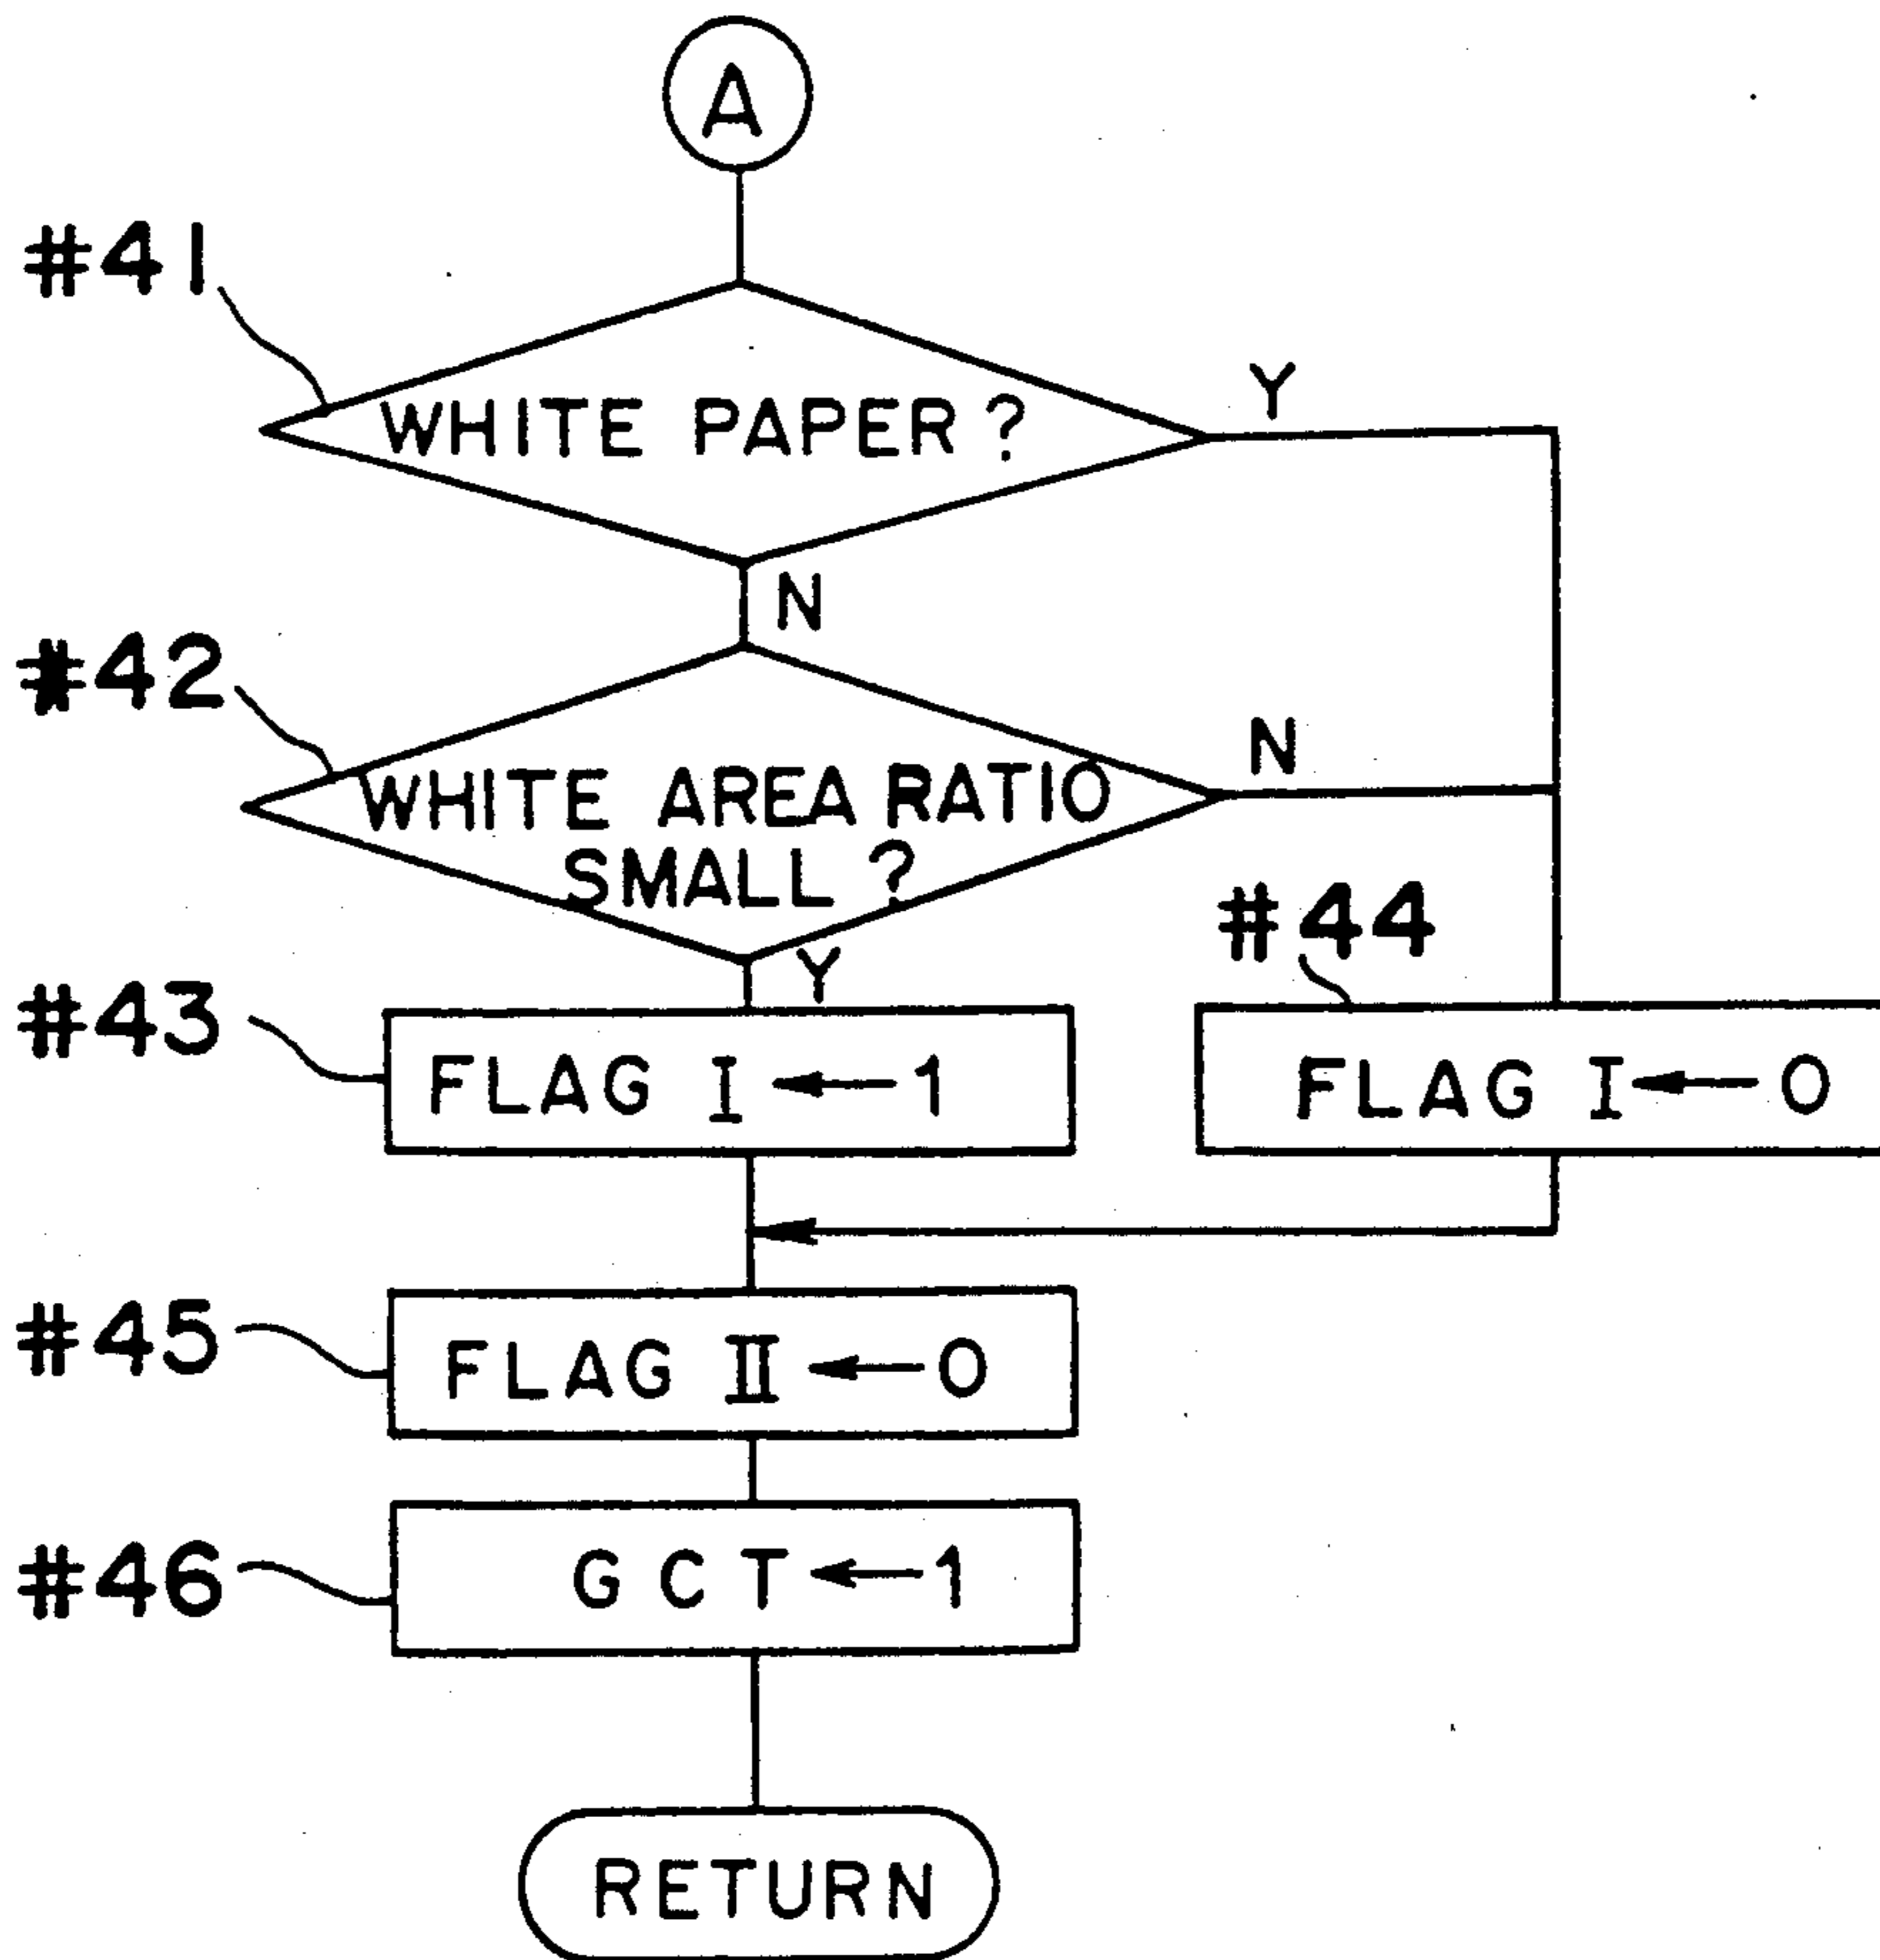 A
#41
WHITE PAPER ?
Y
N
#42
WHITE AREA RATIO
SMALL ?
N
Y
#43
FLAG I ← 1
#44
FLAG I ← 0
#45
FLAG II ← 0
#46
GCT ← 1
RETURN